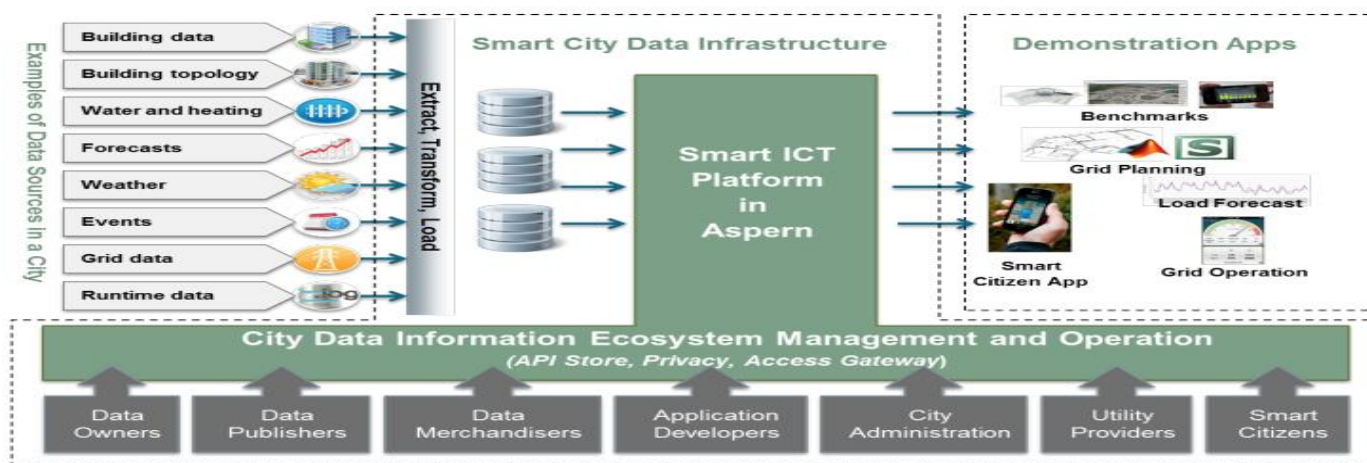 Examples of Data Sources in a City
Building data
Building topology
Water and heating
Forecasts
Weather
Events
Grid data
Runtime data
log
Extract, Transform, Load
Smart City Data Infrastructure
Smart ICT
Platform
in
Aspern
Demonstration Apps
Benchmarks
Grid Planning
S
Load Forecast
Smart
Citizen App
Grid Operation
City Data Information Ecosystem Management and Operation
(API Store, Privacy, Access Gateway)
Data
Owners
Data
Publishers
Data
Merchandisers
Application
Developers
City
Administration
Utility
Providers
Smart
Citizens